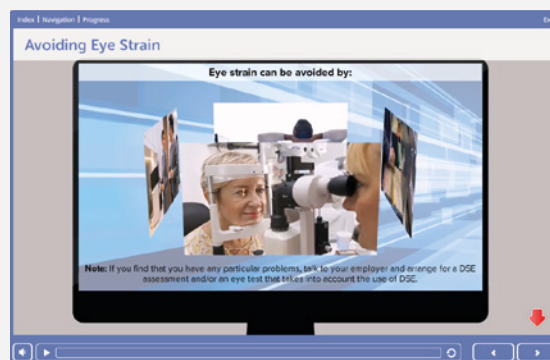 Index | Navigation | Progress
Avoiding Eye Strain
Eye strain can be avoided by:
Note: If you find that you have any particular problems, talk to your employer and arrange for a DSE
assessment and/or an eye test that takes into account the use of DSE.